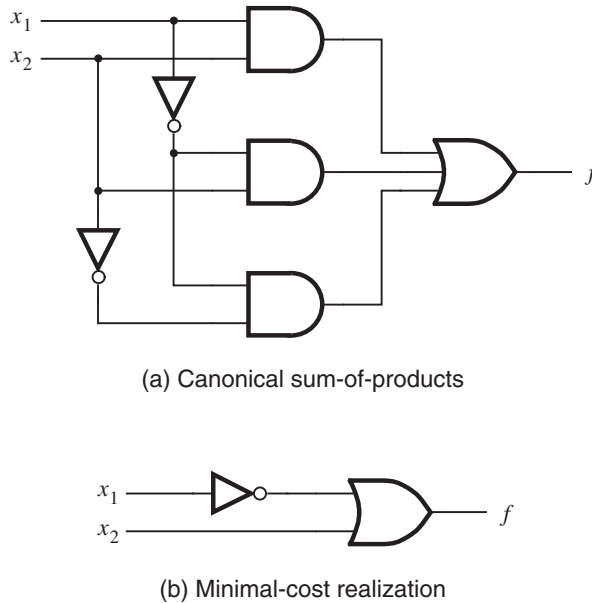 x1
x2
f
(a) Canonical sum-of-products
x1
x2
f
(b) Minimal-cost realization